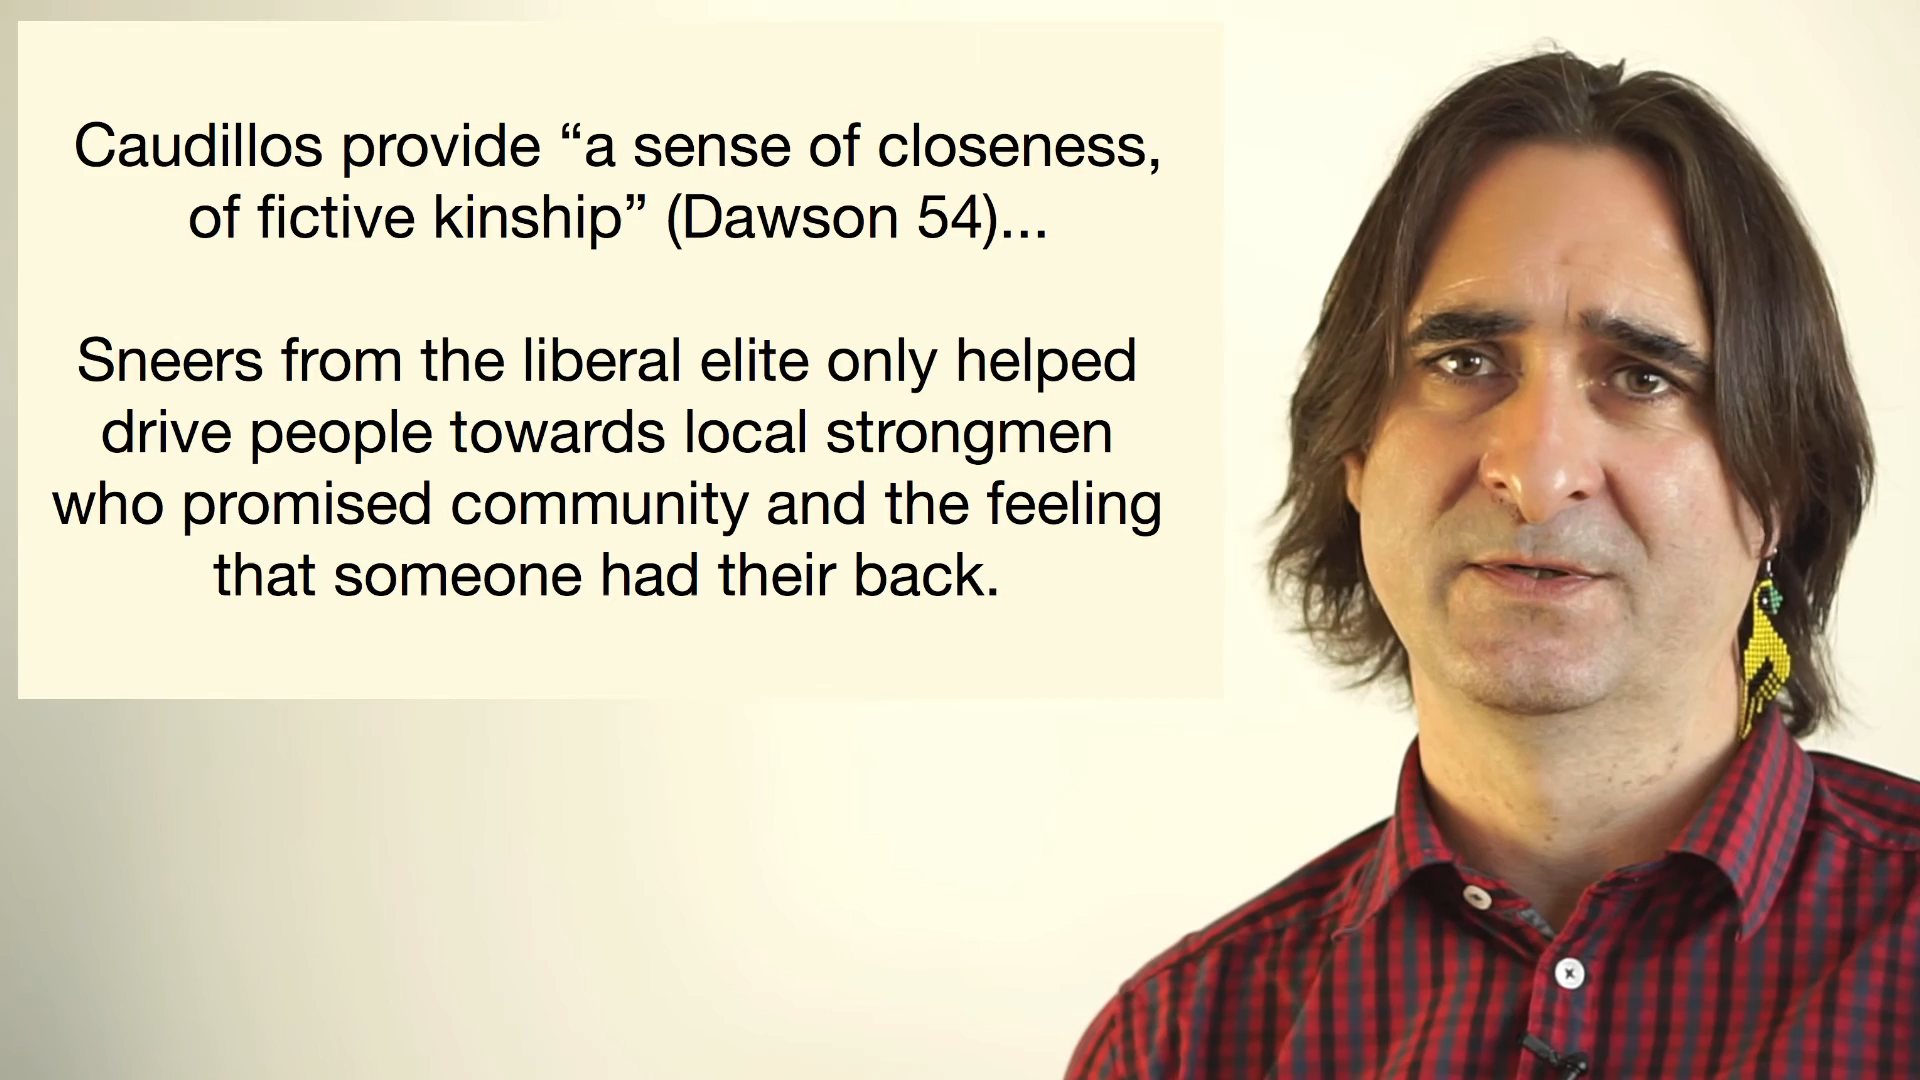 Caudillos provide “a sense of closeness,
of fictive kinship” (Dawson 54)...
Sneers from the liberal elite only helped
drive people towards local strongmen
who promised community and the feeling
that someone had their back.